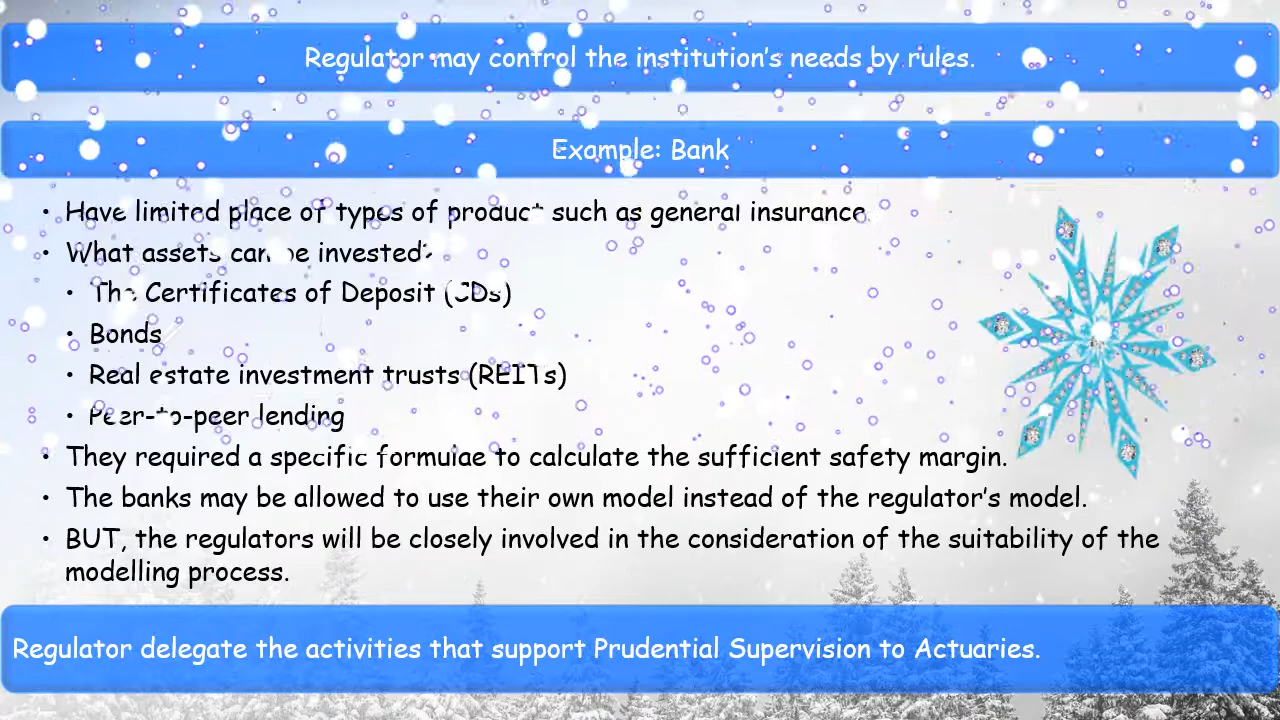 Regulator may control the institution's needs by rules.
Example: Bank
• Have limited place of types of product such as general insurance.
• What assets can be invested?
• The Certificates of Deposit (CDs)
• Bonds
• Real estate investment trusts (REITs)
• Peer-to-peer lending
• They required a specific formulae to calculate the sufficient safety margin.
• The banks may be allowed to use their own model instead of the regulator's model.
• BUT, the regulators will be closely involved in the consideration of the suitability of the
modelling process.
Regulator delegate the activities that support Prudential Supervision to Actuaries.